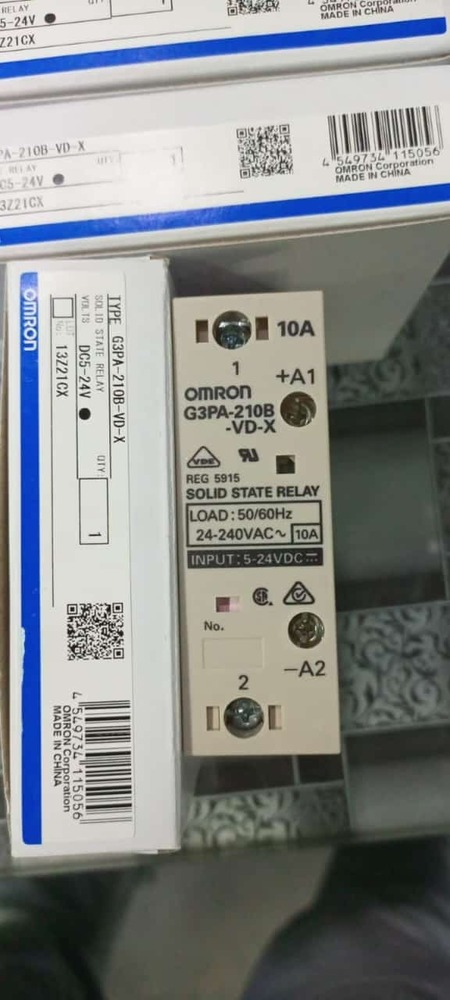 RELAY
5-24V
Z21CX
OMRON Corporation
MADE IN CHINA
PA-210B-VD-X
RELAY
QTY
1
C5-24V
3Z21CX
4 549734 115056
OMRON Corporation
MADE IN CHINA
OMRON
TYPE G3PA-210B-VD-X
SOLID STATE RELAY
VOLTS DC5-24V
QTY
1
LOT No. 13Z21CX
4 549734 115056
OMRON Corporation
MADE IN CHINA
10A
1
+A1
OMRON
G3PA-210B
-VD-X
VDE
REG 5915
SOLID STATE RELAY
LOAD:50/60Hz
24-240VAC~ 10A
INPUT:5-24VDC
No.
2
-A2